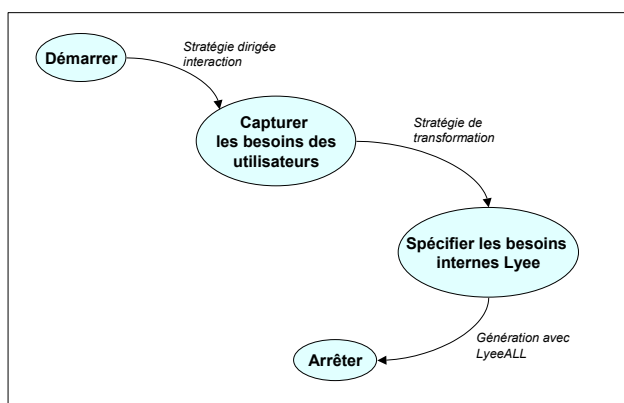 Démarrer
Stratégie dirigée
interaction
Capturer
les besoins des
utilisateurs
Stratégie de
transformation
Spécifier les besoins
internes Lyee
Génération avec
LyeeALL
Arrêter